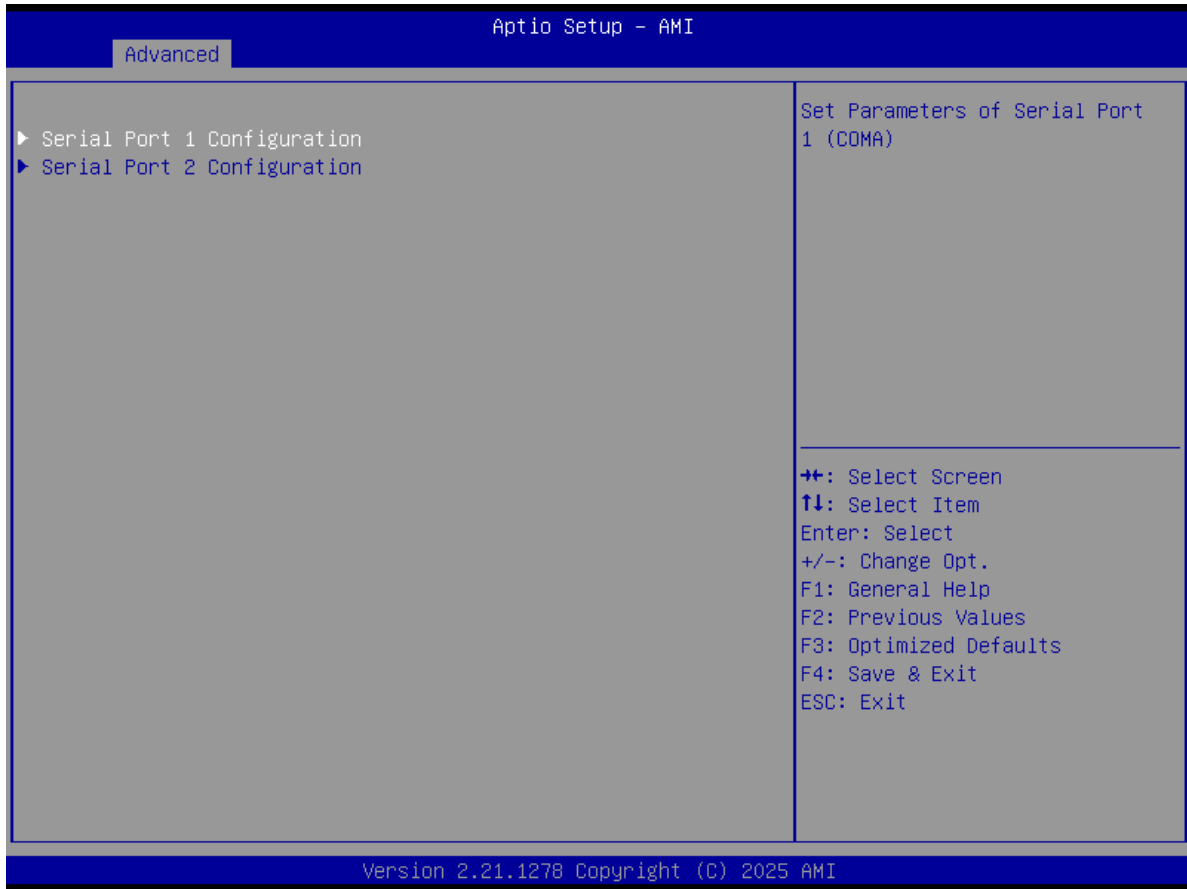 Aptio Setup – AMI
Advanced
▶ Serial Port 1 Configuration
▶ Serial Port 2 Configuration
Set Parameters of Serial Port
1 (COMA)
→←: Select Screen
↑↓: Select Item
Enter: Select
+/-: Change Opt.
F1: General Help
F2: Previous Values
F3: Optimized Defaults
F4: Save & Exit
ESC: Exit
Version 2.21.1278 Copyright (C) 2025 AMI